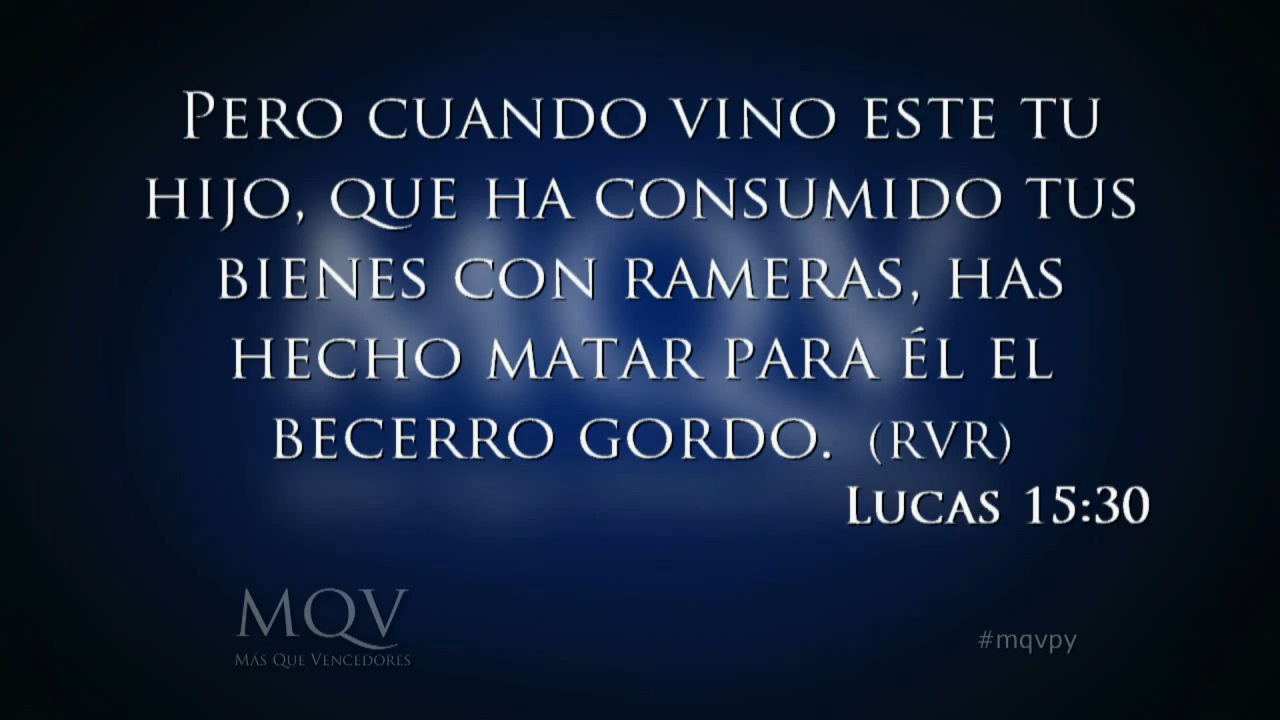 Pero cuando vino este tu
hijo, que ha consumido tus
bienes con rameras, has
hecho matar para él el
becerro gordo. (RVR)
Lucas 15:30
MQV
Más Que Vencedores
#mqvpy